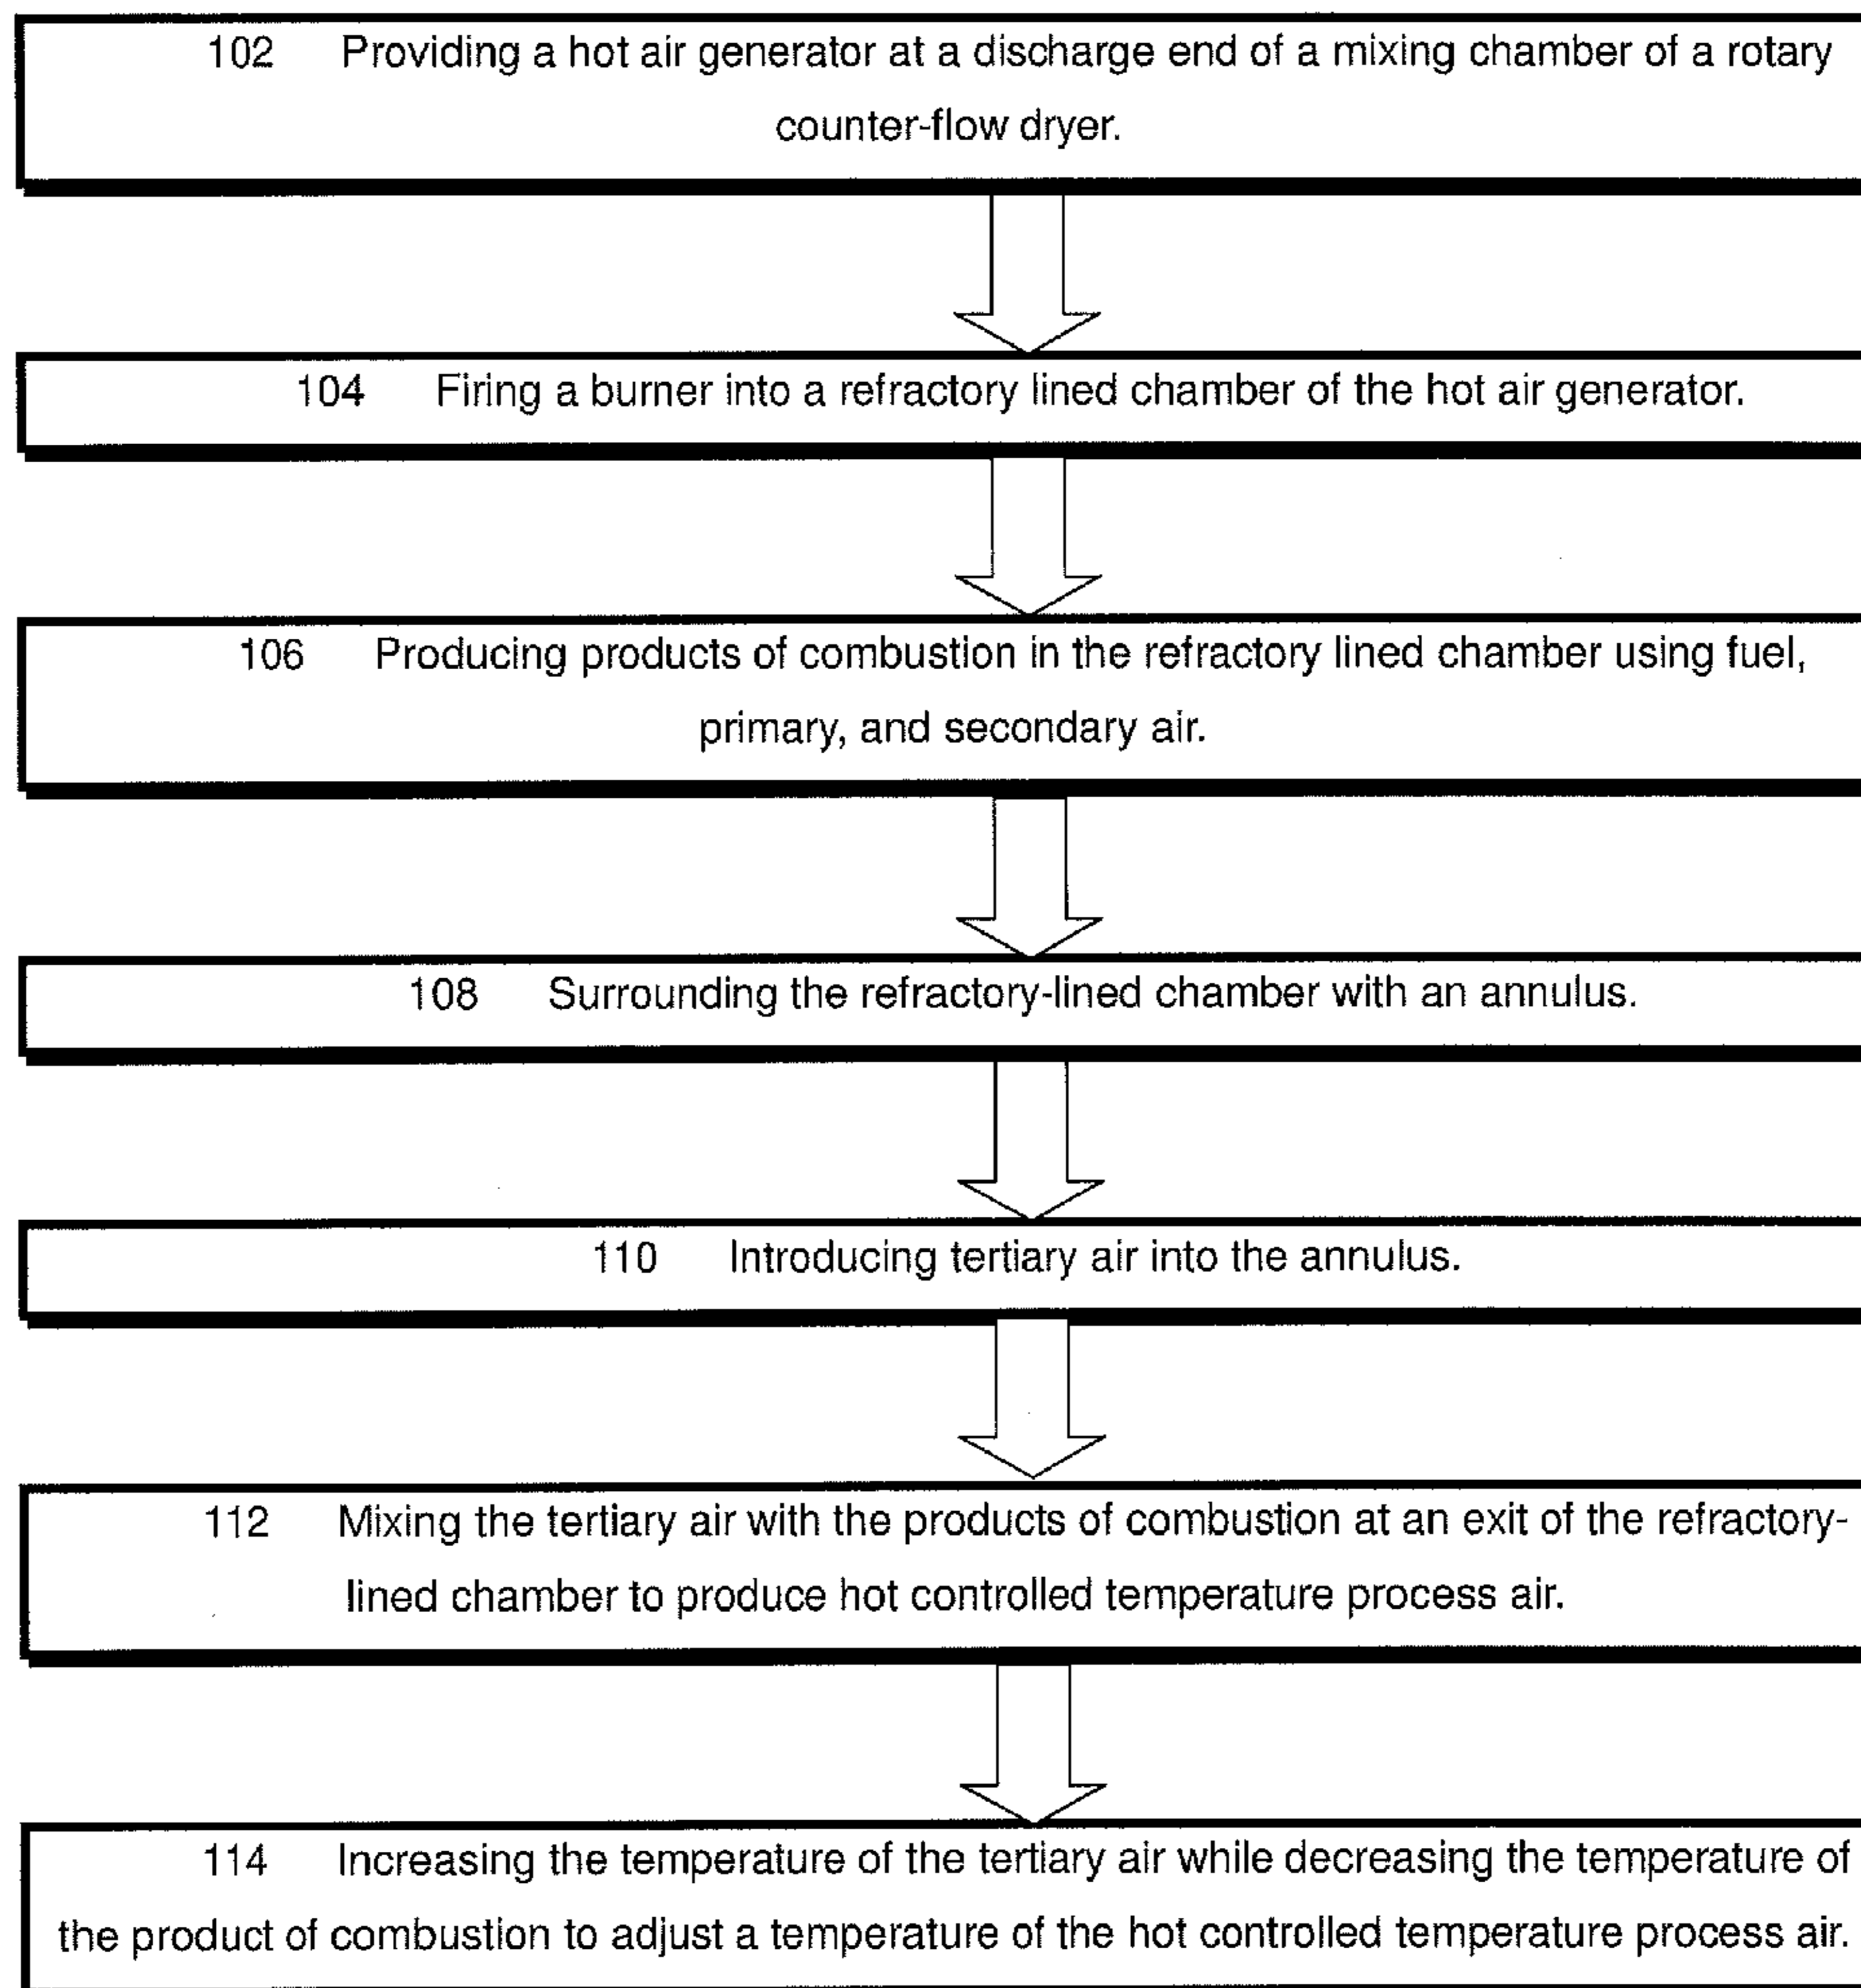 102 Providing a hot air generator at a discharge end of a mixing chamber of a rotary
counter-flow dryer.
104 Firing a burner into a refractory lined chamber of the hot air generator.
106 Producing products of combustion in the refractory lined chamber using fuel,
primary, and secondary air.
108 Surrounding the refractory-lined chamber with an annulus.
110 Introducing tertiary air into the annulus.
112 Mixing the tertiary air with the products of combustion at an exit of the refractory-
lined chamber to produce hot controlled temperature process air.
114 Increasing the temperature of the tertiary air while decreasing the temperature of
the product of combustion to adjust a temperature of the hot controlled temperature process air.